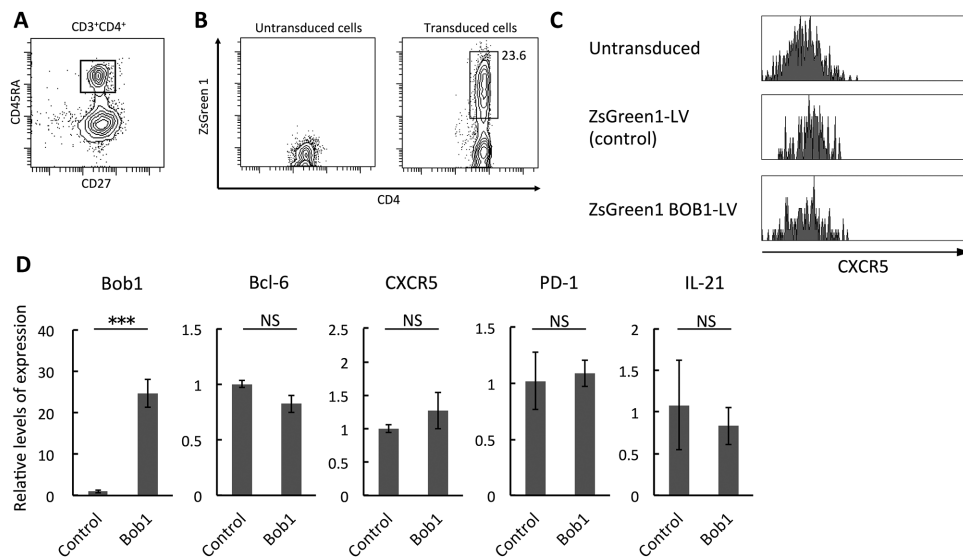 A
CD3⁺CD4⁺
CD45RA
CD27
B
Untransduced cells
Transduced cells
23.6
ZsGreen 1
CD4
C
Untransduced
ZsGreen1-LV
(control)
ZsGreen1 BOB1-LV
CXCR5
D
Relative levels of expression
Bob1
***
40
30
20
10
0
Control
Bob1
Bcl-6
NS
1.5
1
0.5
0
Control
Bob1
CXCR5
NS
2.5
2
1.5
1
0.5
0
Control
Bob1
PD-1
NS
1.5
1
0.5
0
Control
Bob1
IL-21
NS
2
1.5
1
0.5
0
Control
Bob1